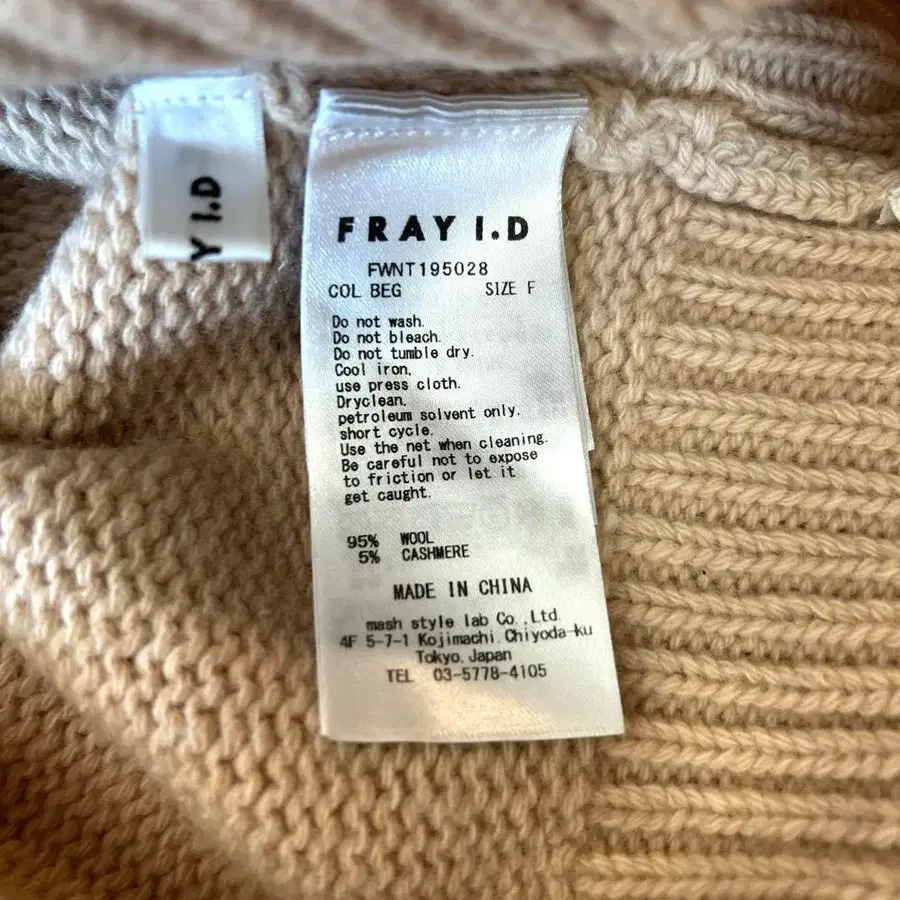 Y I.D
FRAY I.D
FWNT195028
COL BEG SIZE F
Do not wash.
Do not bleach.
Do not tumble dry.
Cool iron,
use press cloth.
Dryclean,
petroleum solvent only.
short cycle.
Use the net when cleaning.
Be careful not to expose
to friction or let it
get caught.
95% WOOL
5% CASHMERE
MADE IN CHINA
mash style lab Co.,Ltd.
4F 5-7-1 Kojimachi, Chiyoda-ku
Tokyo, Japan
TEL 03-5778-4105